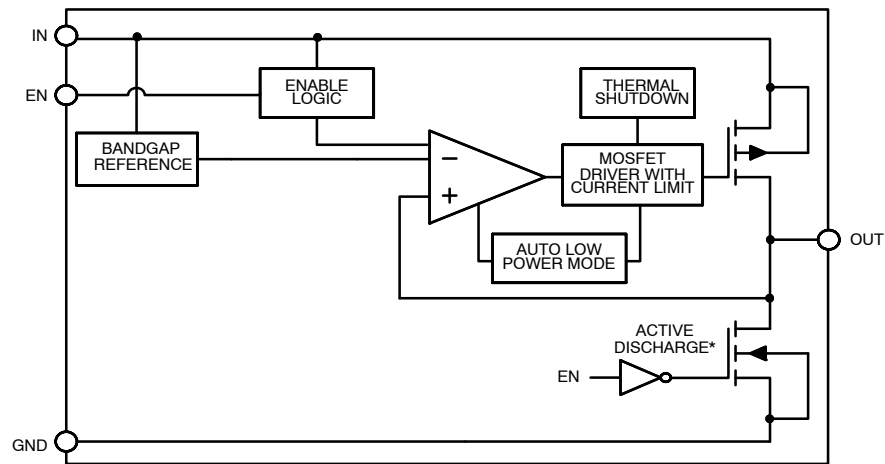 IN
EN
ENABLE
LOGIC
THERMAL
SHUTDOWN
BANDGAP
REFERENCE
−
+
MOSFET
DRIVER WITH
CURRENT LIMIT
AUTO LOW
POWER MODE
OUT
ACTIVE
DISCHARGE*
EN
GND